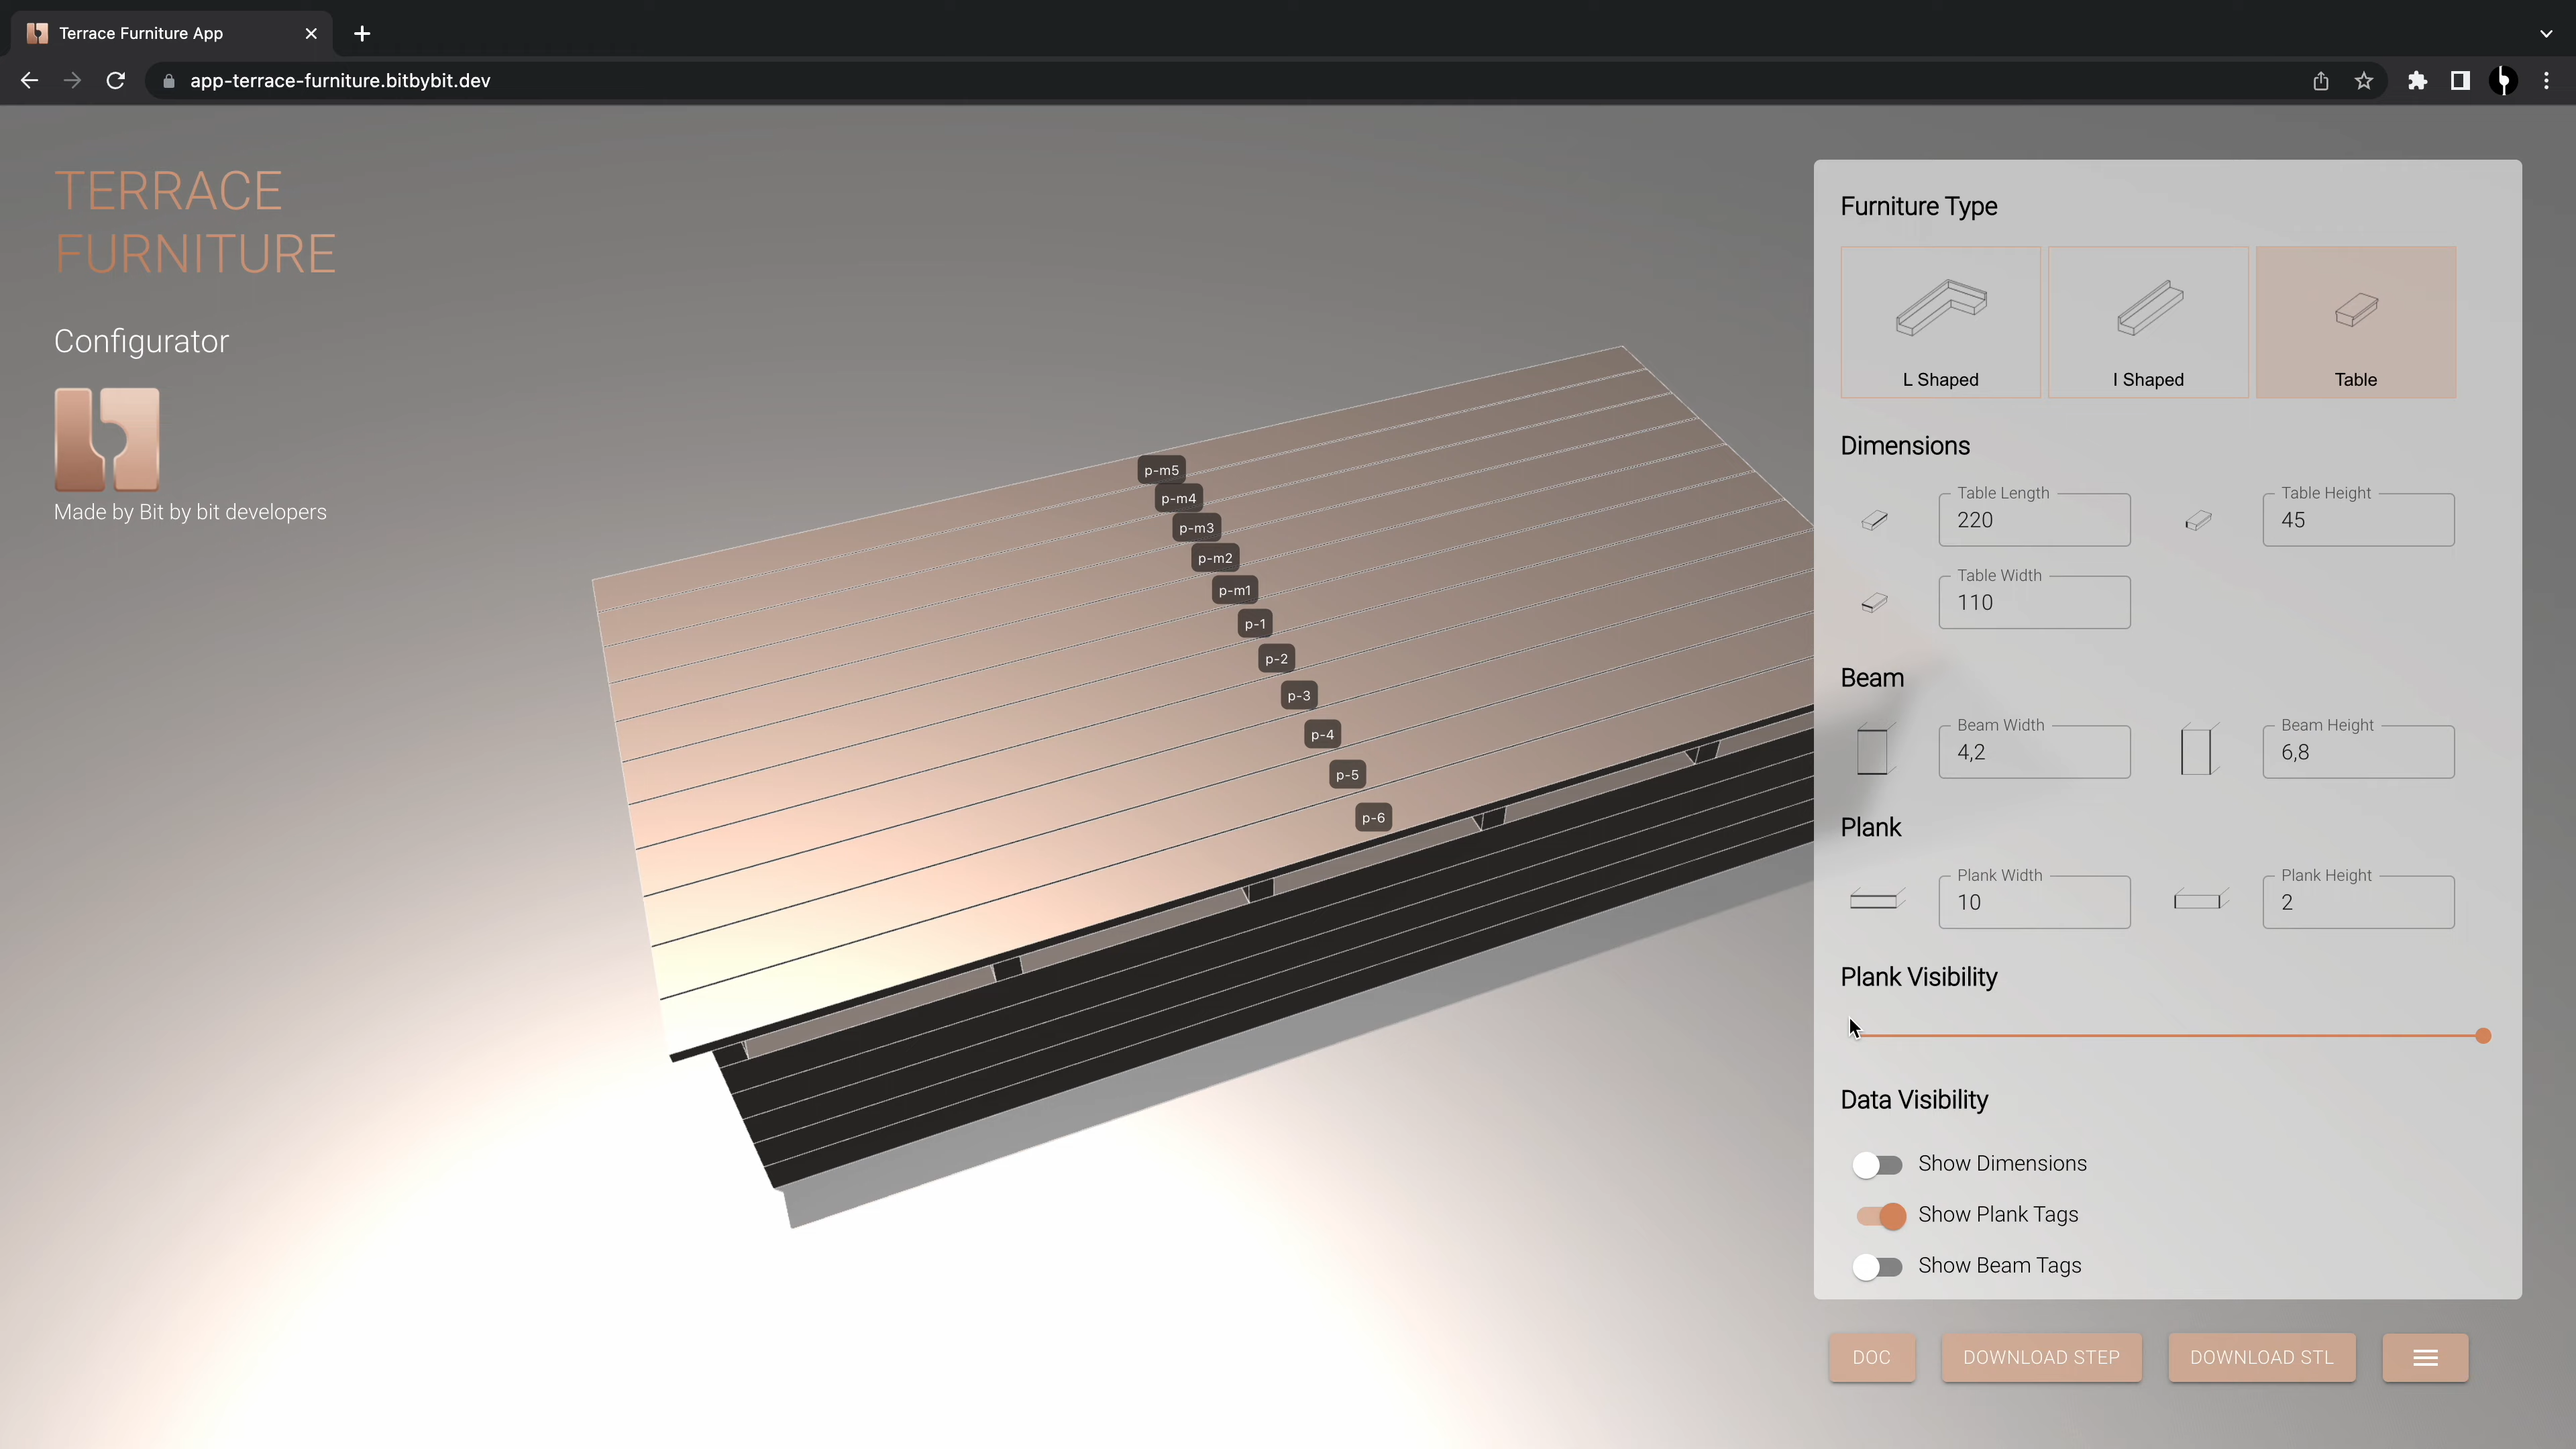 Terrace Furniture App
app-terrace-furniture.bitbybit.dev
TERRACE
FURNITURE
Configurator
Made by Bit by bit developers
p-m5
p-m4
p-m3
p-m2
p-m1
p-1
p-2
p-3
p-4
p-5
p-6
Furniture Type
L Shaped
I Shaped
Table
Dimensions
Table Length
220
Table Height
45
Table Width
110
Beam
Beam Width
4,2
Beam Height
6,8
Plank
Plank Width
10
Plank Height
2
Plank Visibility
Data Visibility
Show Dimensions
Show Plank Tags
Show Beam Tags
DOC
DOWNLOAD STEP
DOWNLOAD STL